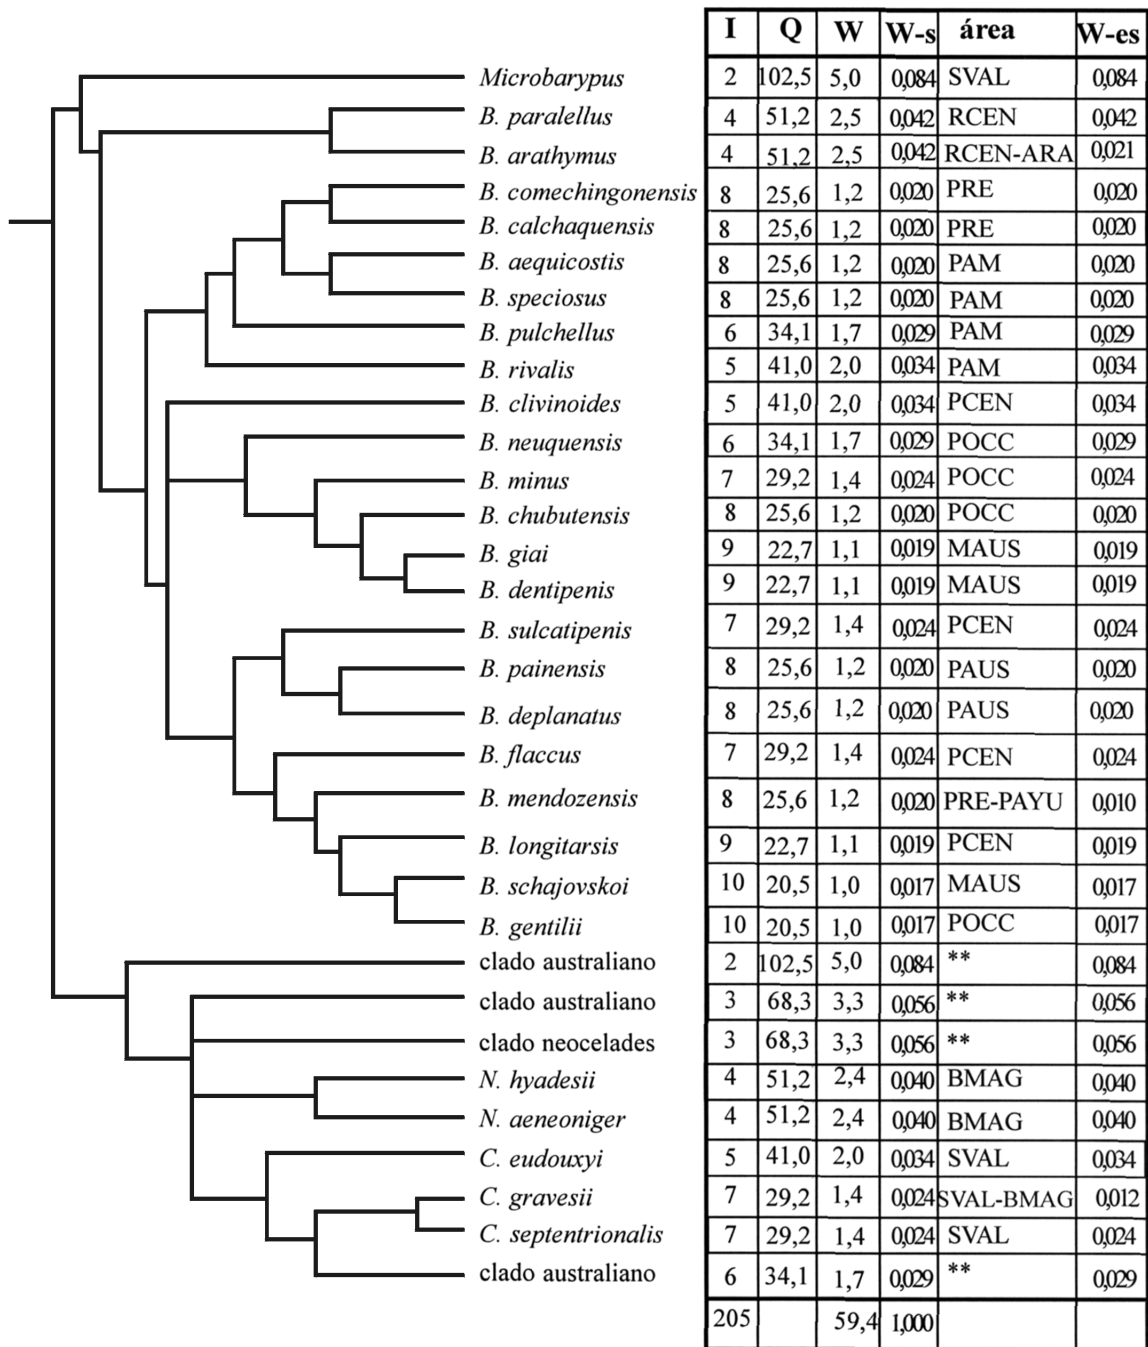 I Q W W-s área W-es
Microbarypus 2 102,5 5,0 0,084 SVAL 0,084
B. paralellus 4 51,2 2,5 0,042 RCEN 0,042
B. arathymus 4 51,2 2,5 0,042 RCEN-ARA 0,021
B. comechingonensis 8 25,6 1,2 0,020 PRE 0,020
B. calchaquensis 8 25,6 1,2 0,020 PRE 0,020
B. aequicostis 8 25,6 1,2 0,020 PAM 0,020
B. speciosus 8 25,6 1,2 0,020 PAM 0,020
B. pulchellus 6 34,1 1,7 0,029 PAM 0,029
B. rivalis 5 41,0 2,0 0,034 PAM 0,034
B. clivinoides 5 41,0 2,0 0,034 PCEN 0,034
B. neuquensis 6 34,1 1,7 0,029 POCC 0,029
B. minus 7 29,2 1,4 0,024 POCC 0,024
B. chubutensis 8 25,6 1,2 0,020 POCC 0,020
B. giai 9 22,7 1,1 0,019 MAUS 0,019
B. dentipenis 9 22,7 1,1 0,019 MAUS 0,019
B. sulcatipenis 7 29,2 1,4 0,024 PCEN 0,024
B. painensis 8 25,6 1,2 0,020 PAUS 0,020
B. deplanatus 8 25,6 1,2 0,020 PAUS 0,020
B. flaccus 7 29,2 1,4 0,024 PCEN 0,024
B. mendozensis 8 25,6 1,2 0,020 PRE-PAYU 0,010
B. longitarsis 9 22,7 1,1 0,019 PCEN 0,019
B. schajovskoi 10 20,5 1,0 0,017 MAUS 0,017
B. gentilii 10 20,5 1,0 0,017 POCC 0,017
clado australiano 2 102,5 5,0 0,084 ** 0,084
clado australiano 3 68,3 3,3 0,056 ** 0,056
clado neocelades 3 68,3 3,3 0,056 ** 0,056
N. hyadesii 4 51,2 2,4 0,040 BMAG 0,040
N. aeneoniger 4 51,2 2,4 0,040 BMAG 0,040
C. eudouxyi 5 41,0 2,0 0,034 SVAL 0,034
C. gravesii 7 29,2 1,4 0,024 SVAL-BMAG 0,012
C. septentrionalis 7 29,2 1,4 0,024 SVAL 0,024
clado australiano 6 34,1 1,7 0,029 ** 0,029
205 59,4 1,000